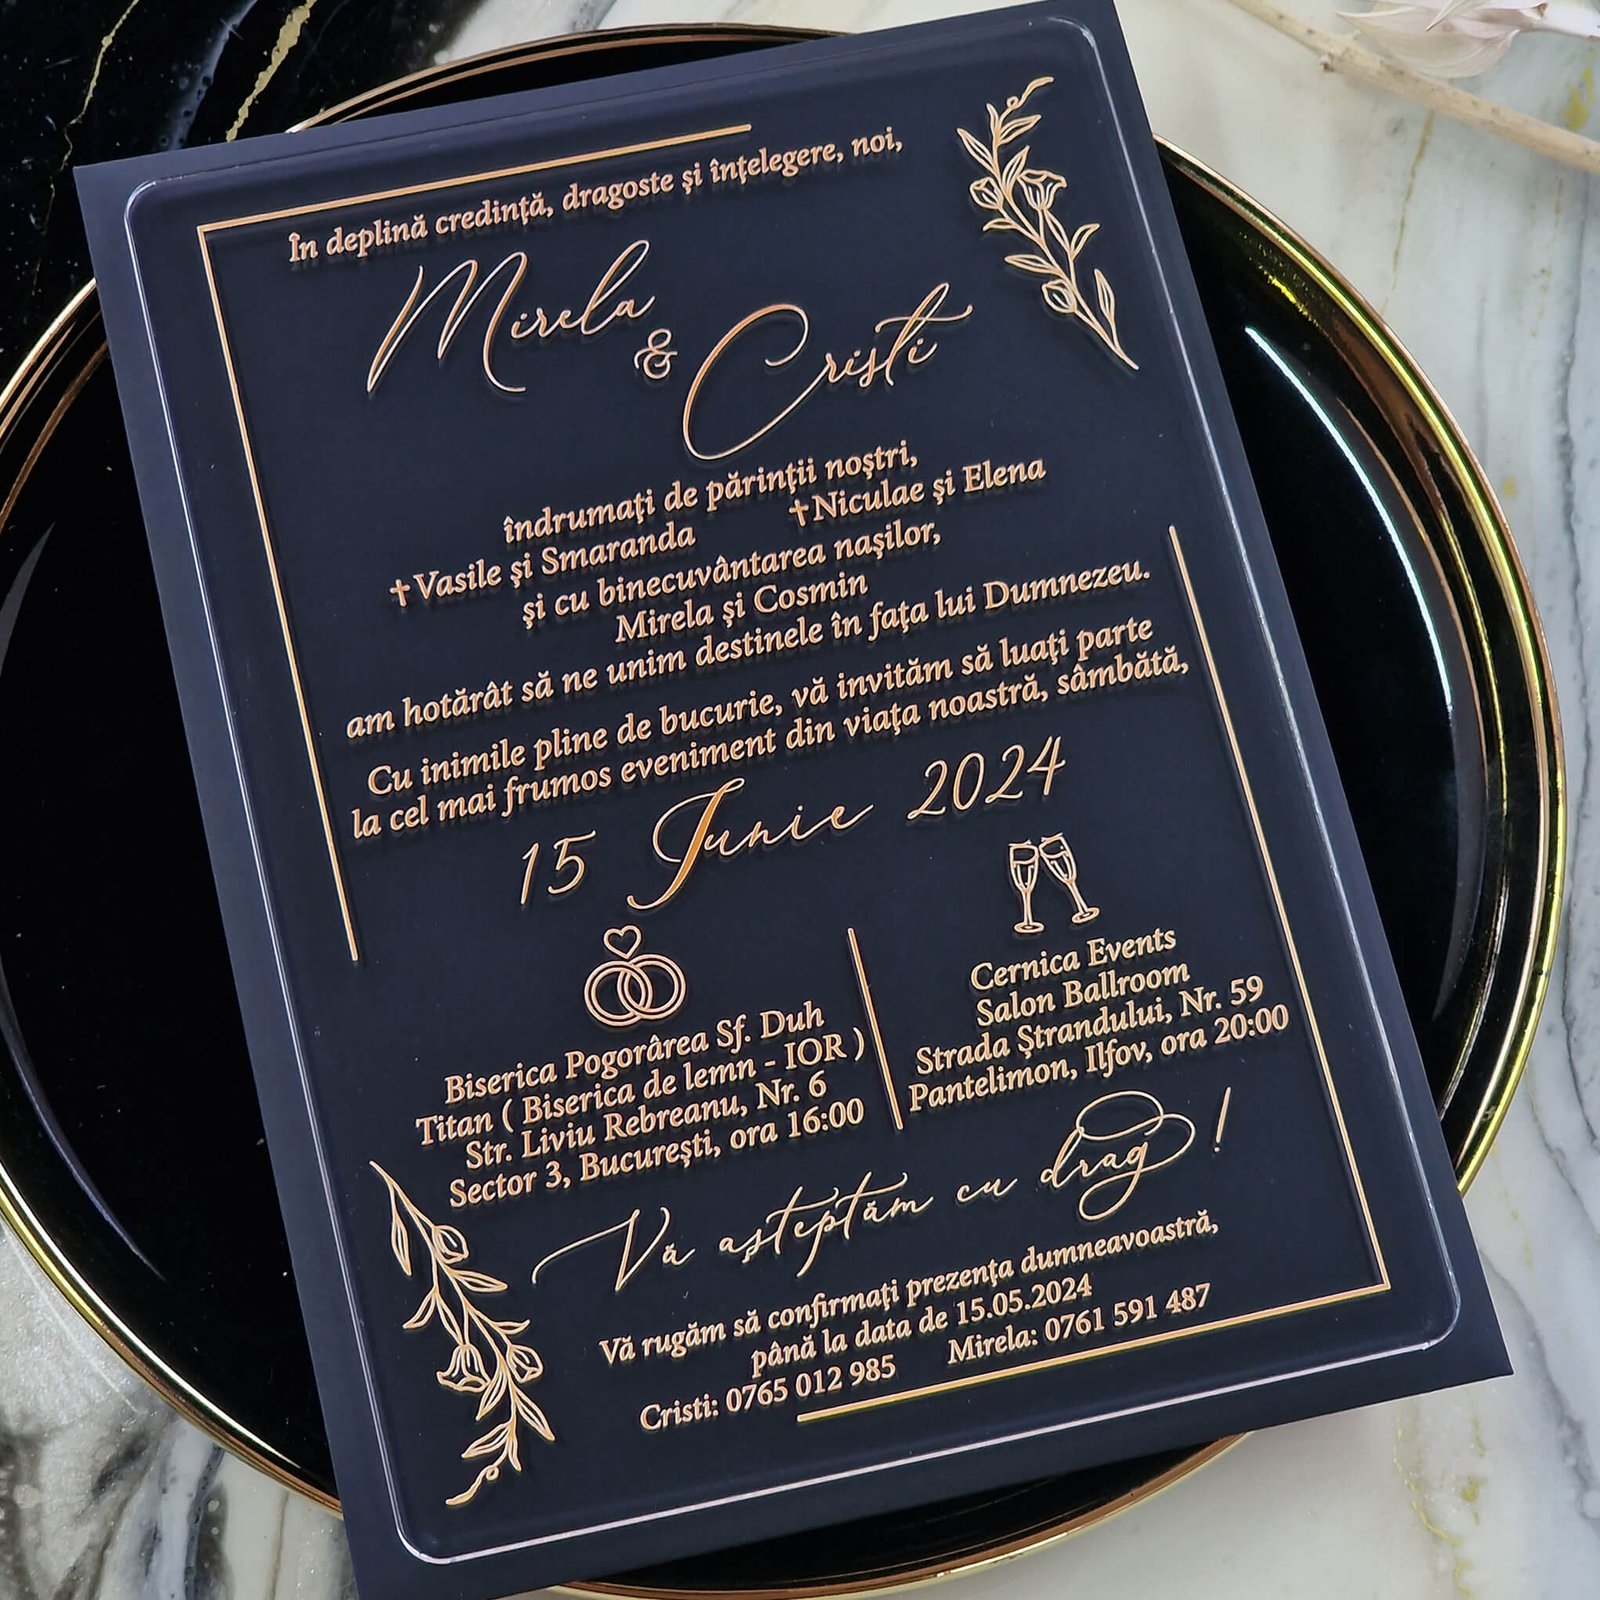 În deplină credință, dragoste și înțelegere, noi,
Mirela
&
Cristi
îndrumați de părinții noștri,
†Vasile și Smaranda †Niculae și Elena
și cu binecuvântarea nașilor,
Mirela și Cosmin
am hotărât să ne unim destinele în fața lui Dumnezeu.
Cu inimile pline de bucurie, vă invităm să luați parte
la cel mai frumos eveniment din viața noastră, sâmbătă,
15 Junie 2024
Biserica Pogorârea Sf. Duh
Titan ( Biserica de lemn - IOR )
Str. Liviu Rebreanu, Nr. 6
Sector 3, București, ora 16:00
Cernica Events
Salon Ballroom
Strada Ștrandului, Nr. 59
Pantelimon, Ilfov, ora 20:00
Vă așteptăm cu drag !
Vă rugăm să confirmați prezența dumneavoastră,
până la data de 15.05.2024
Cristi: 0765 012 985 Mirela: 0761 591 487